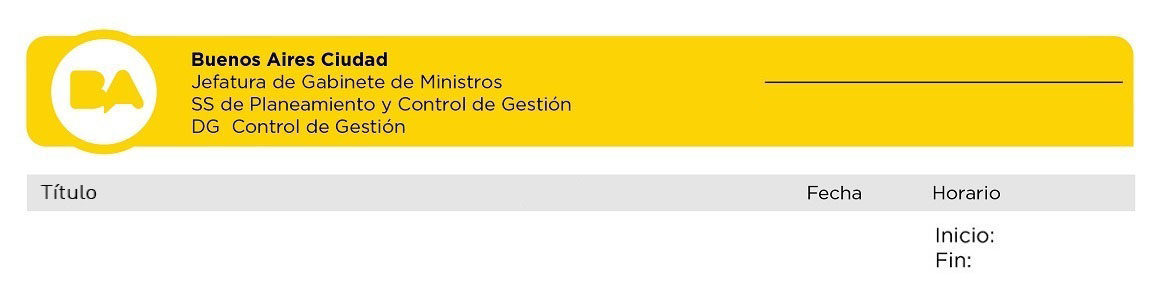 BA
Buenos Aires Ciudad
Jefatura de Gabinete de Ministros
SS de Planeamiento y Control de Gestión
DG  Control de Gestión
Título Fecha Horario
Inicio:
Fin: